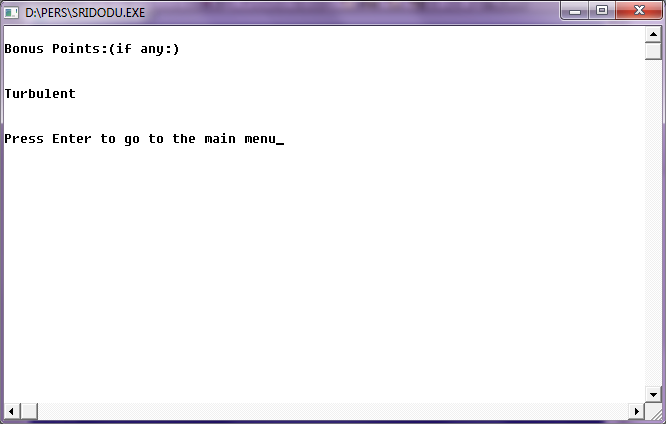 D:\PERS\SRIDODU.EXE
Bonus Points:(if any:)
Turbulent
Press Enter to go to the main menu_